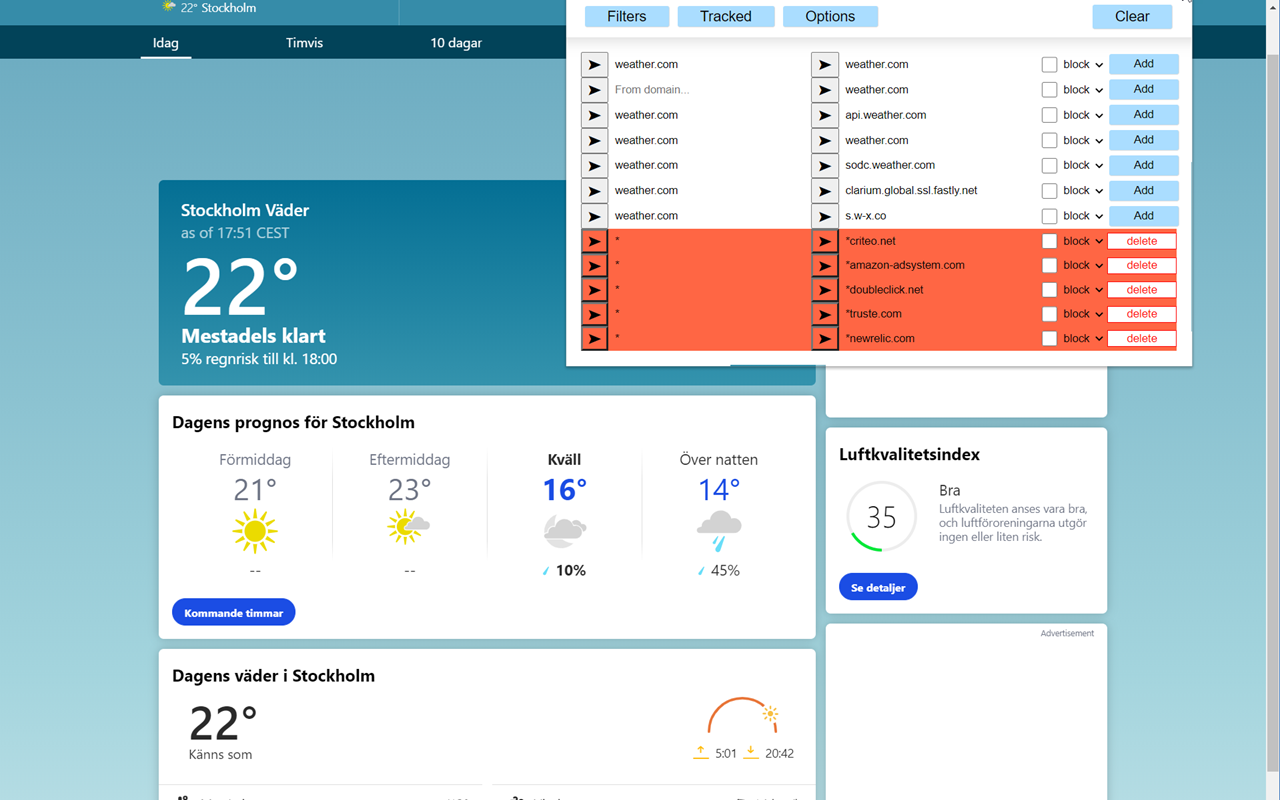 22° Stockholm
Idag Timvis 10 dagar
Filters Tracked Options Clear
weather.com weather.com block Add
From domain... weather.com block Add
weather.com api.weather.com block Add
weather.com weather.com block Add
weather.com sodc.weather.com block Add
weather.com clarium.global.ssl.fastly.net block Add
weather.com s.w-x.co block Add
* *criteo.net block delete
* *amazon-adsystem.com block delete
* *doubleclick.net block delete
* *truste.com block delete
* *newrelic.com block delete
Stockholm Väder
as of 17:51 CEST
22°
Mestadels klart
5% regnrisk till kl. 18:00
Dagens prognos för Stockholm
Förmiddag Eftermiddag Kväll Över natten
21° 23° 16° 14°
-- -- 10% 45%
Kommande timmar
Luftkvalitetsindex
35
Bra
Luftkvaliteten anses vara bra,
och luftföroreningarna utgör
ingen eller liten risk.
Se detaljer
Advertisement
Dagens väder i Stockholm
22°
Känns som
5:01 20:42